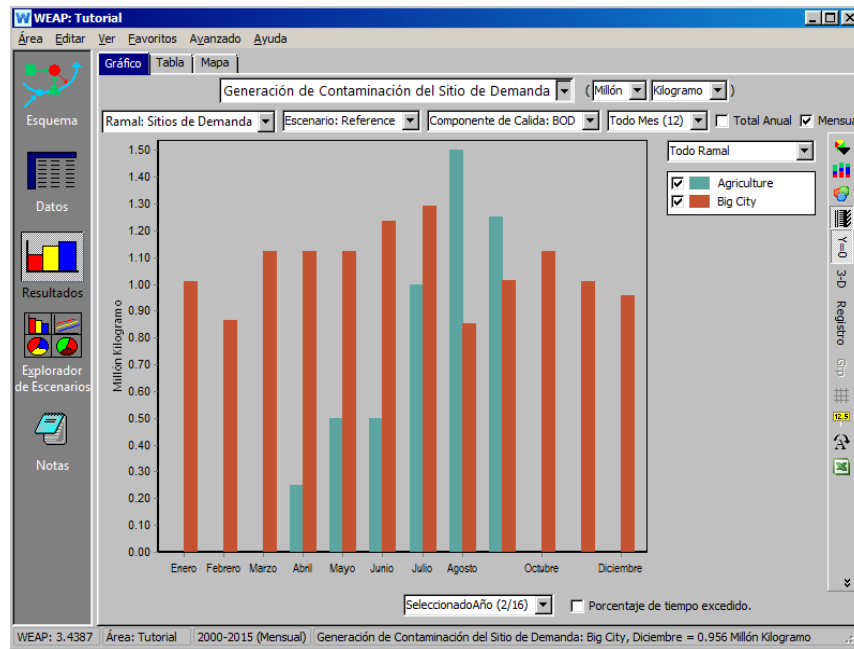 WEAP: Tutorial
Área Editar Ver Favoritos Avanzado Ayuda
Gráfico Tabla Mapa
Generación de Contaminación del Sitio de Demanda ( Millón Kilogramo )
Ramal: Sitios de Demanda Escenario: Reference Componente de Calida: BOD Todo Mes (12) Total Anual Mensua
Esquema
Datos
Resultados
Explorador
de Escenarios
Notas
Todo Ramal
Agriculture
Big City
Y=0
3-D
Registro
Grp
12.5
Millón Kilogramo
1.50
1.40
1.30
1.20
1.10
1.00
0.90
0.80
0.70
0.60
0.50
0.40
0.30
0.20
0.10
0.00
Enero Febrero Marzo Abril Mayo Junio Julio Agosto Octubre Diciembre
SeleccionadoAño (2/16) Porcentaje de tiempo excedido.
WEAP: 3.4387 Área: Tutorial 2000-2015 (Mensual) Generación de Contaminación del Sitio de Demanda: Big City, Diciembre = 0.956 Millón Kilogramo